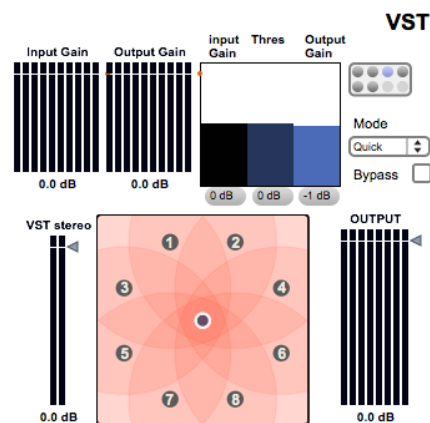 VST
Input Gain
Output Gain
input Gain
Thres
Output Gain
Mode
Quick
Bypass
0.0 dB
0.0 dB
0 dB
0 dB
-1 dB
VST stereo
OUTPUT
1
2
3
4
5
6
7
8
0.0 dB
0.0 dB